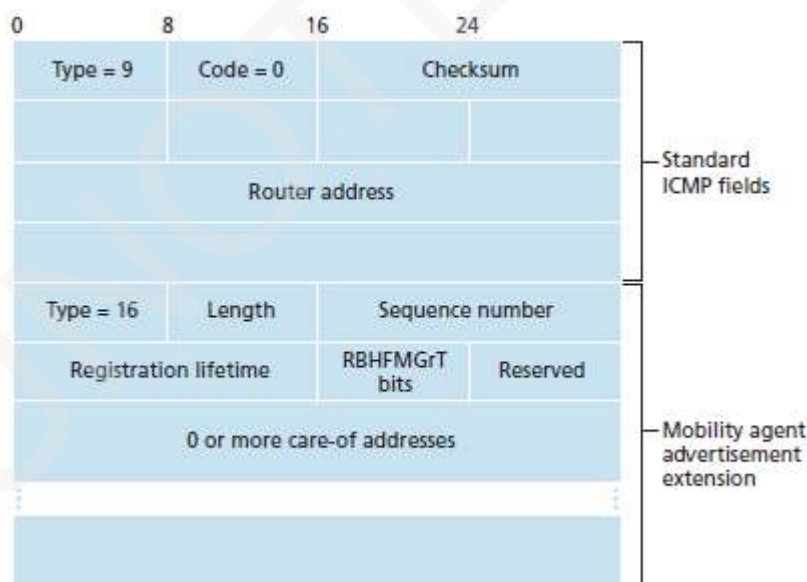 0 8 16 24
Type = 9 Code = 0 Checksum
Router address
Standard
ICMP fields
Type = 16 Length Sequence number
Registration lifetime RBHFMGrT
bits Reserved
0 or more care-of addresses
Mobility agent
advertisement
extension